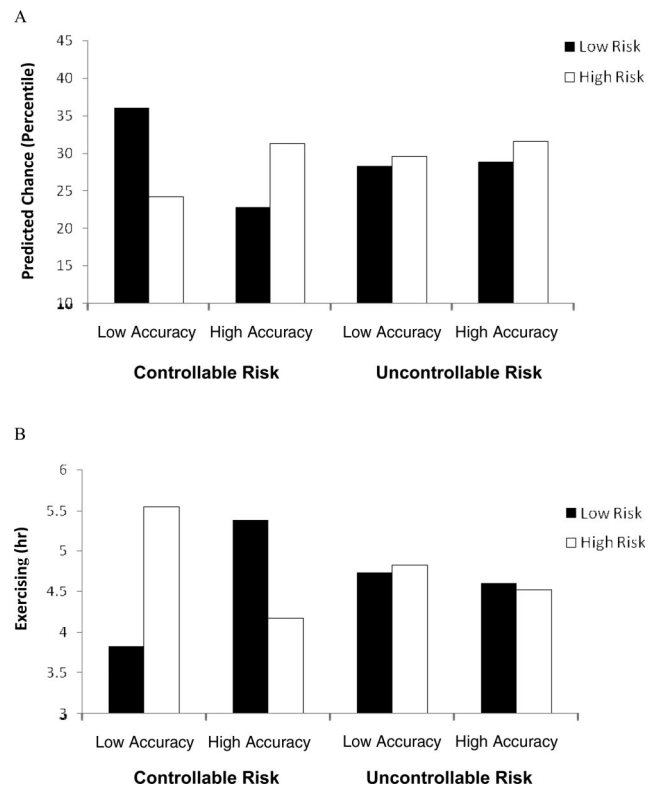 A
Predicted Chance (Percentile)
45
40
35
30
25
20
15
10
Low Risk
High Risk
Low Accuracy High Accuracy Low Accuracy High Accuracy
Controllable Risk Uncontrollable Risk
B
Exercising (hr)
6
5.5
5
4.5
4
3.5
3
Low Risk
High Risk
Low Accuracy High Accuracy Low Accuracy High Accuracy
Controllable Risk Uncontrollable Risk